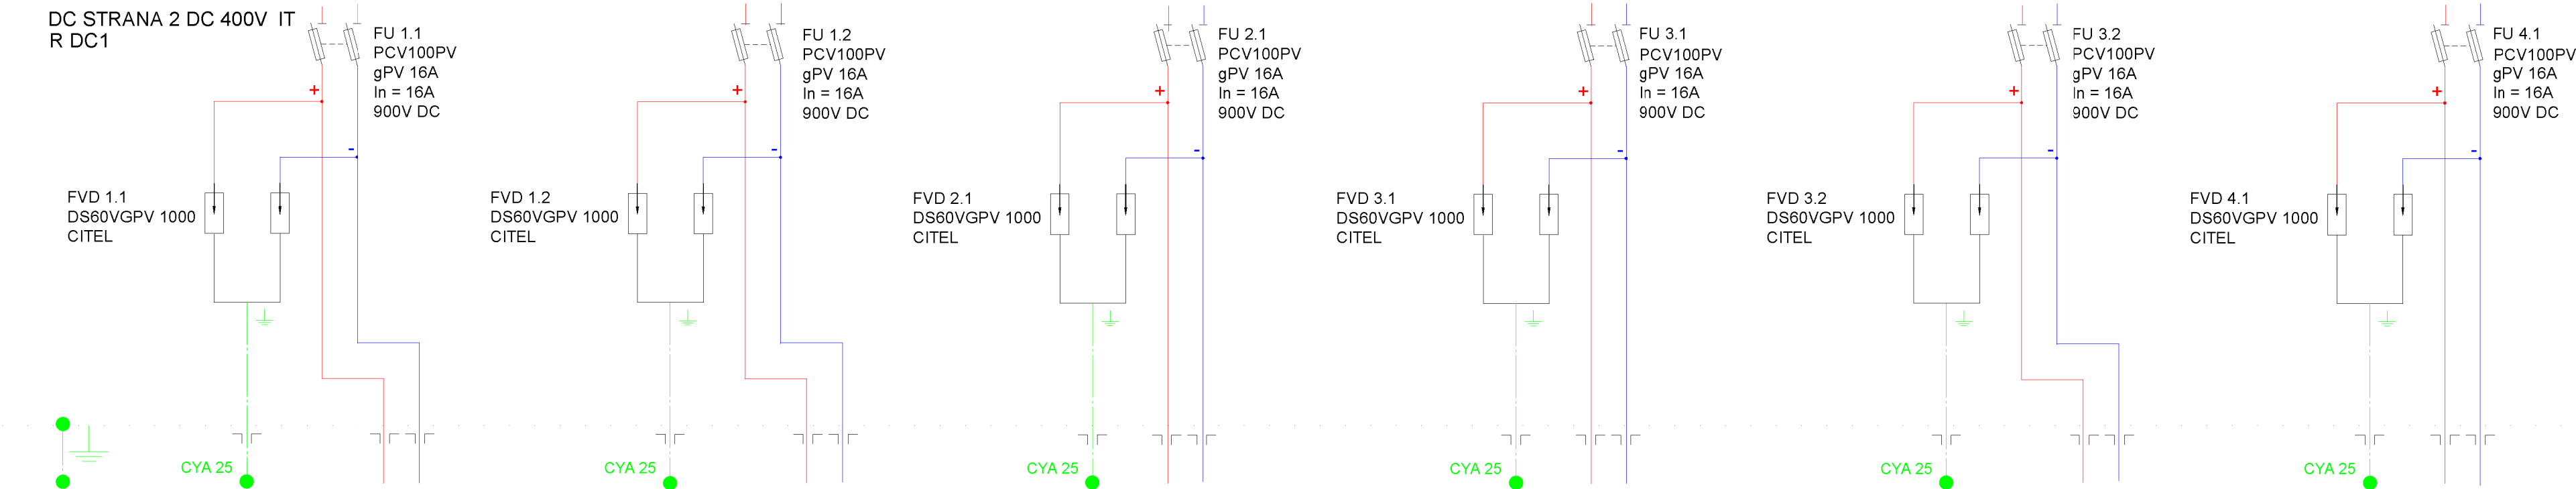 DC STRANA 2 DC 400V IT
R DC1
FU 1.1
PCV100PV
gPV 16A
In = 16A
900V DC
+
-
FVD 1.1
DS60VGPV 1000
CITEL
CYA 25
FU 1.2
PCV100PV
gPV 16A
In = 16A
900V DC
+
-
FVD 1.2
DS60VGPV 1000
CITEL
CYA 25
FU 2.1
PCV100PV
gPV 16A
In = 16A
900V DC
+
-
FVD 2.1
DS60VGPV 1000
CITEL
CYA 25
FU 3.1
PCV100PV
gPV 16A
In = 16A
900V DC
+
-
FVD 3.1
DS60VGPV 1000
CITEL
CYA 25
FU 3.2
PCV100PV
gPV 16A
In = 16A
900V DC
+
-
FVD 3.2
DS60VGPV 1000
CITEL
CYA 25
FU 4.1
PCV100PV
gPV 16A
In = 16A
900V DC
+
-
FVD 4.1
DS60VGPV 1000
CITEL
CYA 25